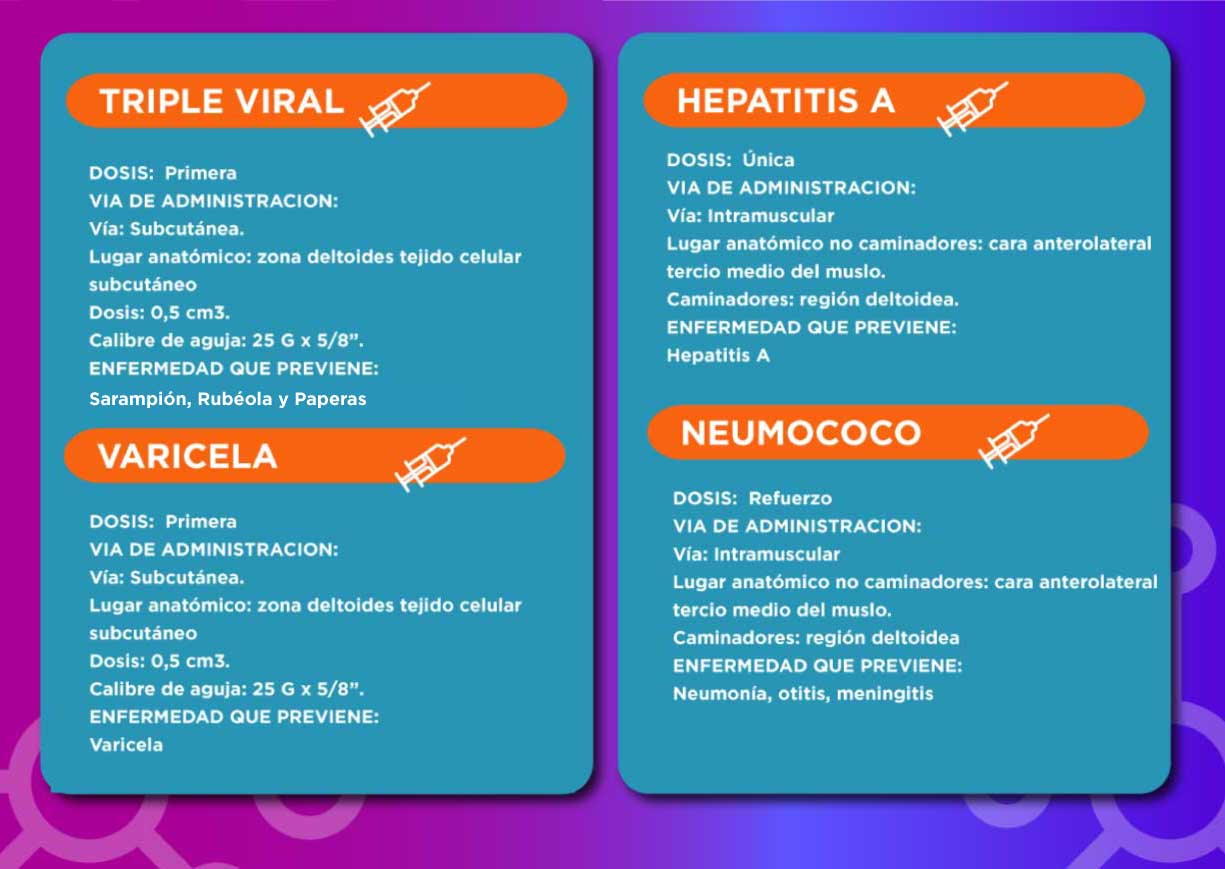 TRIPLE VIRAL
DOSIS: Primera
VIA DE ADMINISTRACION:
Vía: Subcutánea.
Lugar anatómico: zona deltoides tejido celular
subcutáneo
Dosis: 0,5 cm3.
Calibre de aguja: 25 G x 5/8”.
ENFERMEDAD QUE PREVIENE:
Sarampión, Rubéola y Paperas
VARICELA
DOSIS: Primera
VIA DE ADMINISTRACION:
Vía: Subcutánea.
Lugar anatómico: zona deltoides tejido celular
subcutáneo
Dosis: 0,5 cm3.
Calibre de aguja: 25 G x 5/8”.
ENFERMEDAD QUE PREVIENE:
Varicela
HEPATITIS A
DOSIS: Única
VIA DE ADMINISTRACION:
Vía: Intramuscular
Lugar anatómico no caminadores: cara anterolateral
tercio medio del muslo.
Caminadores: región deltoidea.
ENFERMEDAD QUE PREVIENE:
Hepatitis A
NEUMOCOCO
DOSIS: Refuerzo
VIA DE ADMINISTRACION:
Vía: Intramuscular
Lugar anatómico no caminadores: cara anterolateral
tercio medio del muslo.
Caminadores: región deltoidea
ENFERMEDAD QUE PREVIENE:
Neumonía, otitis, meningitis